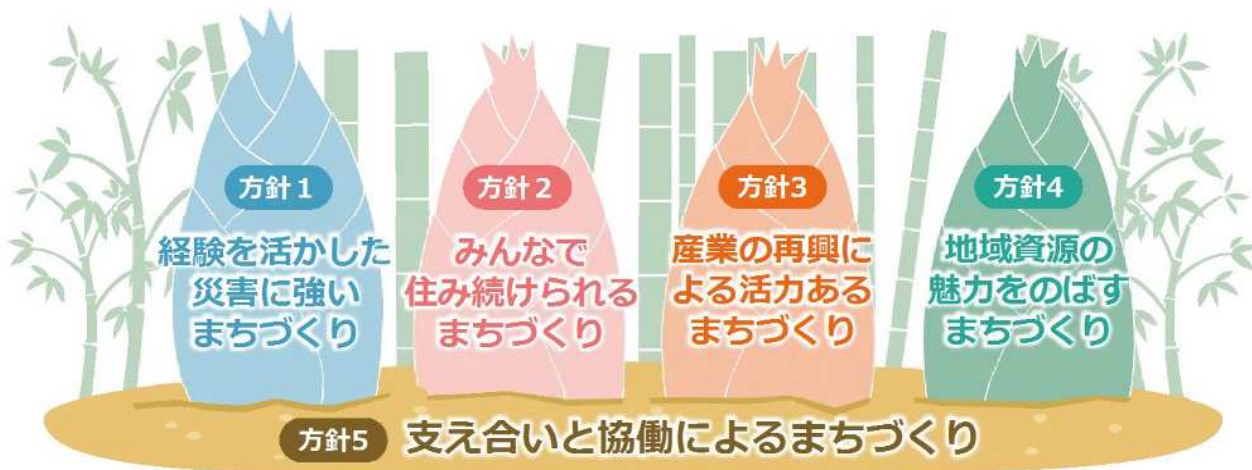 方針1
経験を活かした
災害に強い
まちづくり
方針2
みんなで
住み続けられる
まちづくり
方針3
産業の再興に
よる活力ある
まちづくり
方針4
地域資源の
魅力をのばす
まちづくり
方針5 支え合いと協働によるまちづくり